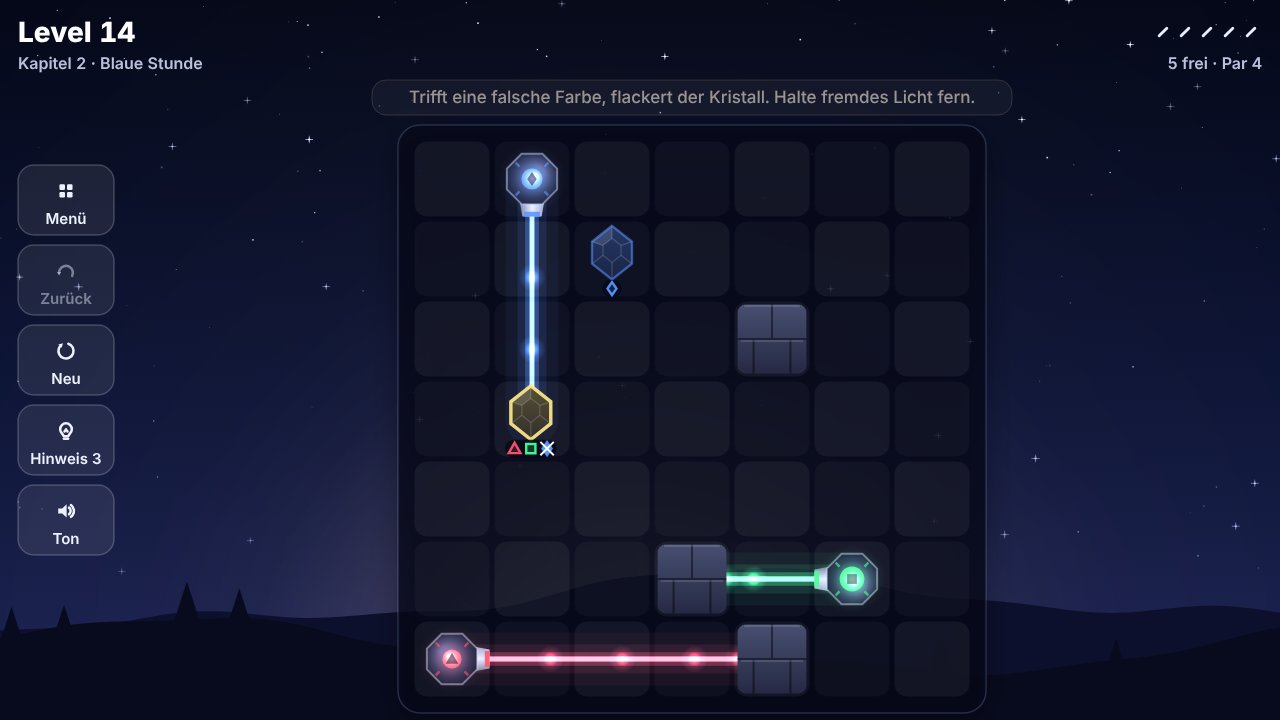 Level 14
Kapitel 2 · Blaue Stunde
5 frei · Par 4
Trifft eine falsche Farbe, flackert der Kristall. Halte fremdes Licht fern.
Menü
Zurück
Neu
Hinweis 3
Ton